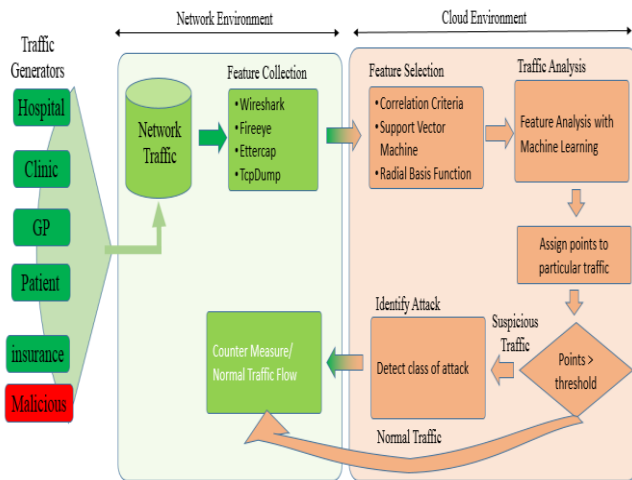 Network Environment
Cloud Environment
Traffic
Generators
Hospital
Clinic
GP
Patient
insurance
Malicious
Network
Traffic
Feature Collection
•Wireshark
•Fireeye
•Ettercap
•TcpDump
Feature Selection
•Correlation Criteria
•Support Vector
Machine
•Radial Basis Function
Traffic Analysis
Feature Analysis with
Machine Learning
Assign points to
particular traffic
Points >
threshold
Suspicious
Traffic
Identify Attack
Detect class of attack
Counter Measure/
Normal Traffic Flow
Normal Traffic